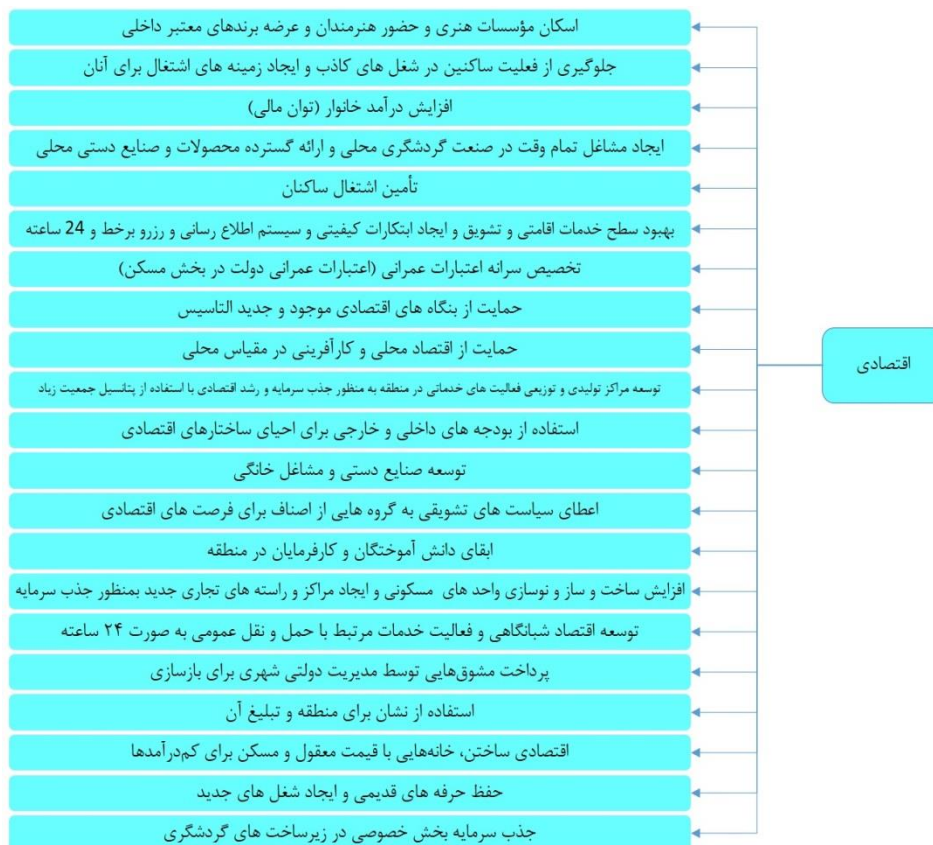 اقتصادی
اسکان مؤسسات هنری و حضور هنرمندان و عرضه برندهای معتبر داخلی
جلوگیری از فعلیت ساکنین در شغل های کاذب و ایجاد زمینه های اشتغال برای آنان
افزایش درآمد خانوار (توان مالی)
ایجاد مشاغل تمام وقت در صنعت گردشگری محلی و ارائه گسترده محصولات و صنایع دستی محلی
تأمین اشتغال ساکنان
بهبود سطح خدمات اقامتی و تشویق و ایجاد ابتکارات کیفیتی و سیستم اطلاع رسانی و رزرو برخط و 24 ساعته
تخصیص سرانه اعتبارات عمرانی (اعتبارات عمرانی دولت در بخش مسکن)
حمایت از بنگاه های اقتصادی موجود و جدید التاسیس
حمایت از اقتصاد محلی و کارآفرینی در مقیاس محلی
توسعه مراکز تولیدی و توزیعی فعالیت های خدماتی در منطقه به منظور جذب سرمایه و رشد اقتصادی با استفاده از پتانسیل جمعیت زیاد
استفاده از بودجه های داخلی و خارجی برای احیای ساختارهای اقتصادی
توسعه صنایع دستی و مشاغل خانگی
اعطای سیاست های تشویقی به گروه هایی از اصناف برای فرصت های اقتصادی
ابقای دانش آموختگان و کارفرمایان در منطقه
افزایش ساخت و ساز و نوسازی واحد های مسکونی و ایجاد مراکز و راسته های تجاری جدید بمنظور جذب سرمایه
توسعه اقتصاد شبانگاهی و فعالیت خدمات مرتبط با حمل و نقل عمومی به صورت ۲۴ ساعته
پرداخت مشوق‌هایی توسط مدیریت دولتی شهری برای بازسازی
استفاده از نشان برای منطقه و تبلیغ آن
اقتصادی ساختن، خانه‌هایی با قیمت معقول و مسکن برای کم‌درآمدها
حفظ حرفه های قدیمی و ایجاد شغل های جدید
جذب سرمایه بخش خصوصی در زیرساخت های گردشگری